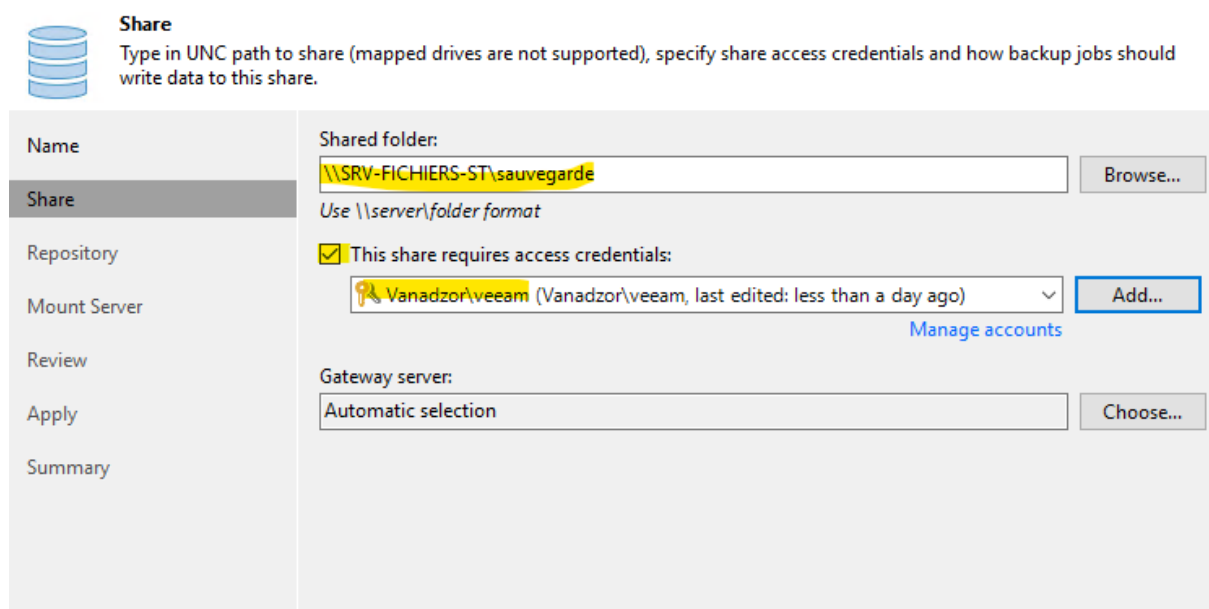 Share
Type in UNC path to share (mapped drives are not supported), specify share access credentials and how backup jobs should
write data to this share.
Name
Share
Repository
Mount Server
Review
Apply
Summary
Shared folder:
\\SRV-FICHIERS-ST\sauvegarde
Browse...
Use \\server\folder format
This share requires access credentials:
Vanadzor\veeam (Vanadzor\veeam, last edited: less than a day ago)
Add...
Manage accounts
Gateway server:
Automatic selection
Choose...